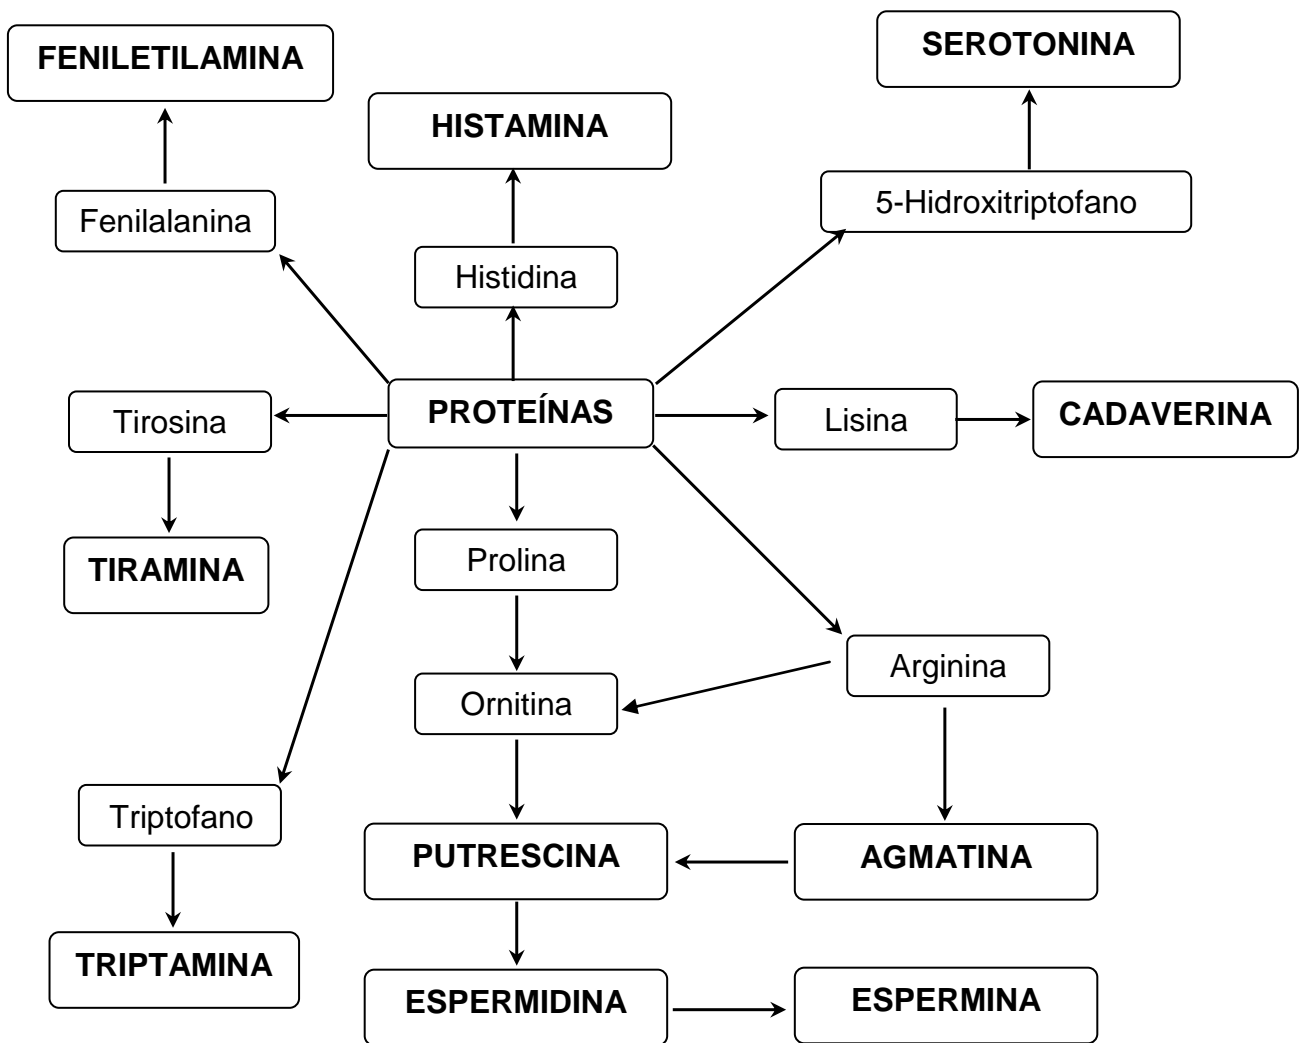 FENILETILAMINA
SEROTONINA
HISTAMINA
Fenilalanina
5-Hidroxitriptofano
Histidina
Tirosina
PROTEÍNAS
Lisina
CADAVERINA
TIRAMINA
Prolina
Arginina
Ornitina
Triptofano
PUTRESCINA
AGMATINA
TRIPTAMINA
ESPERMIDINA
ESPERMINA